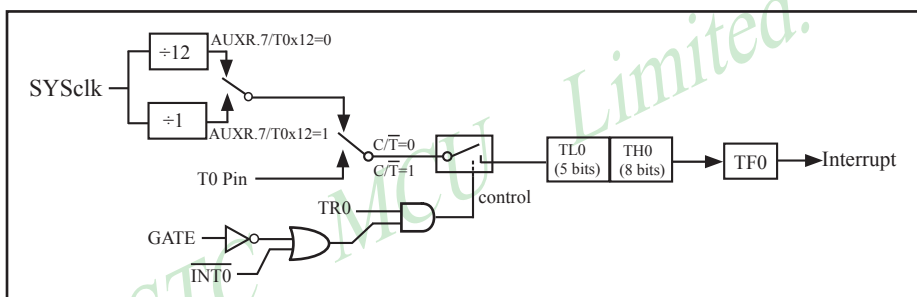 AUXR.7/T0x12=0
÷12
SYSclk
÷1
AUXR.7/T0x12=1
C/T̅=0
C/T̅=1
T0 Pin
TL0
(5 bits)
TH0
(8 bits)
TF0
Interrupt
control
TR0
GATE
I̅N̅T̅0̅
STC MCU Limited.